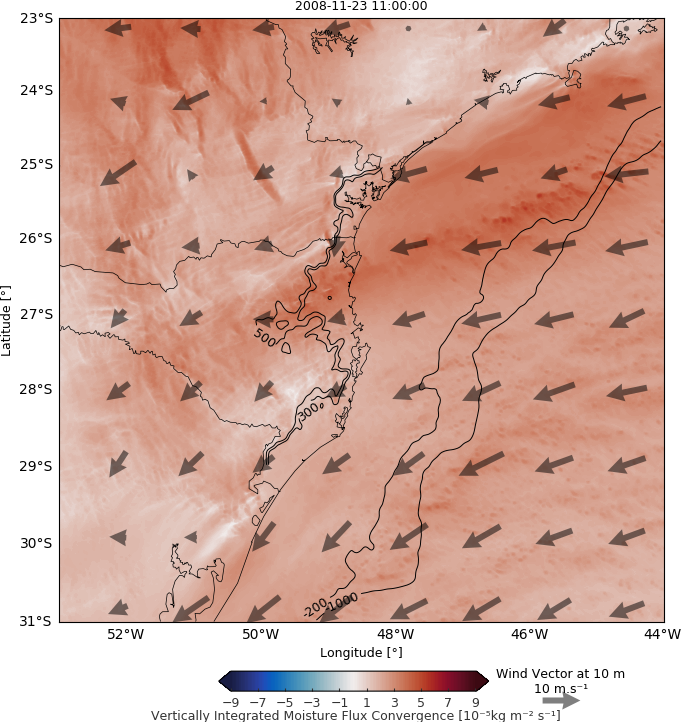 2008-11-23 11:00:00
23°S
24°S
25°S
26°S
27°S
28°S
29°S
30°S
31°S
Latitude [°]
500
300
-200
-1000
52°W 50°W 48°W 46°W 44°W
Longitude [°]
Wind Vector at 10 m
10 m.s⁻¹
−9 −7 −5 −3 −1 1 3 5 7 9
Vertically Integrated Moisture Flux Convergence [10⁻⁵kg m⁻² s⁻¹]